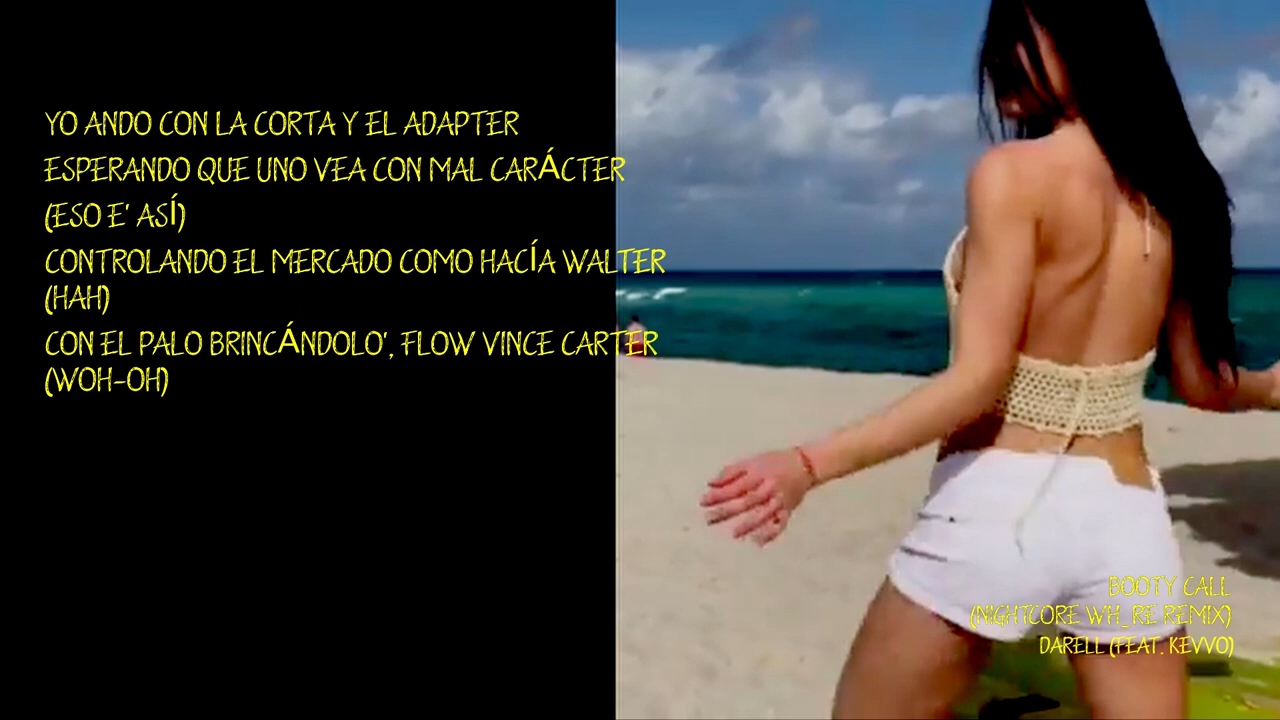 YO ANDO CON LA CORTA Y EL ADAPTER
ESPERANDO QUE UNO VEA CON MAL CARÁCTER
(ESO E' ASÍ)
CONTROLANDO EL MERCADO COMO HACÍA WALTER
(HAH)
CON EL PALO BRINCÁNDOLO', FLOW VINCE CARTER
(WOH-OH)
BOOTY CALL
(NIGHTCORE WH_RE REMIX)
DARELL (FEAT. KEVVO)